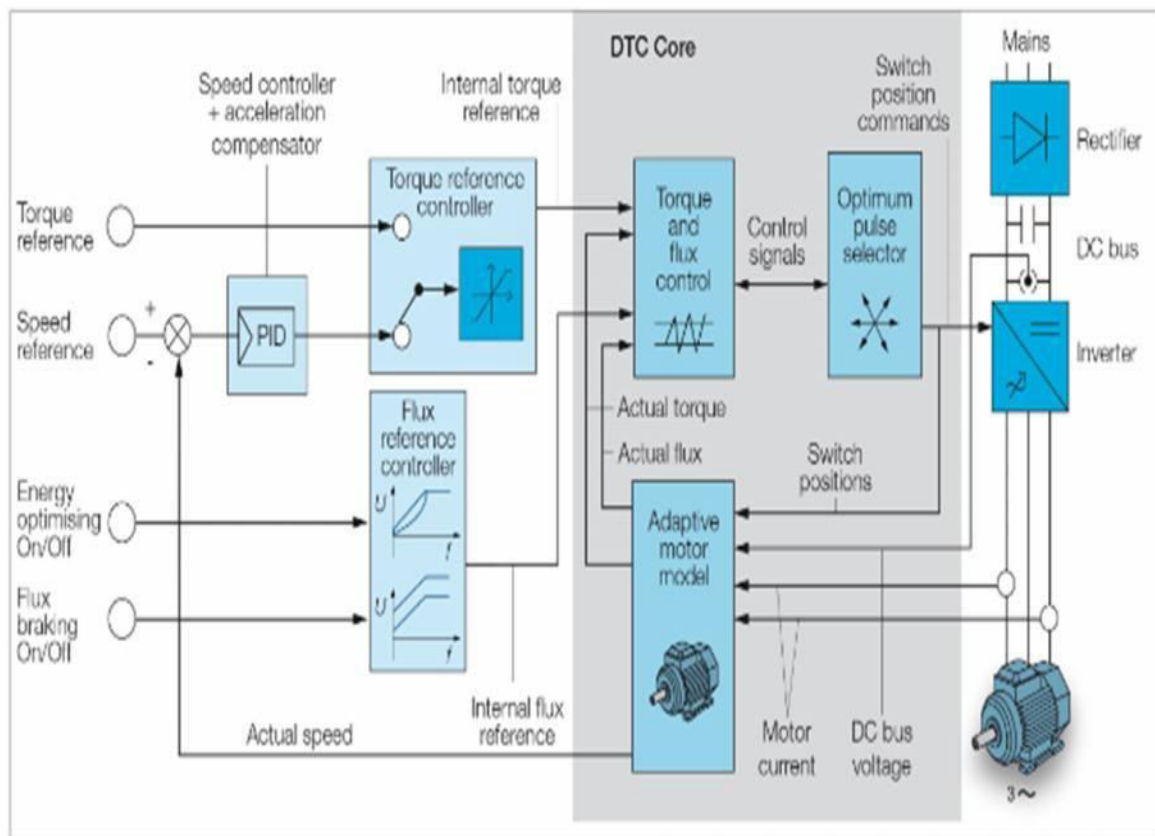 DTC Core
Mains
Speed controller
+ acceleration
compensator
Internal torque
reference
Switch
position
commands
Rectifier
Torque reference
controller
Torque
and
flux
control
Optimum
pulse
selector
Torque
reference
Control
signals
DC bus
+
Speed
reference
-
PID
Inverter
Actual torque
Flux
reference
controller
Actual flux
Switch
positions
U
f
Energy
optimising
On/Off
Adaptive
motor
model
Flux
braking
On/Off
U
f
Internal flux
reference
Actual speed
Motor
current
DC bus
voltage
3~